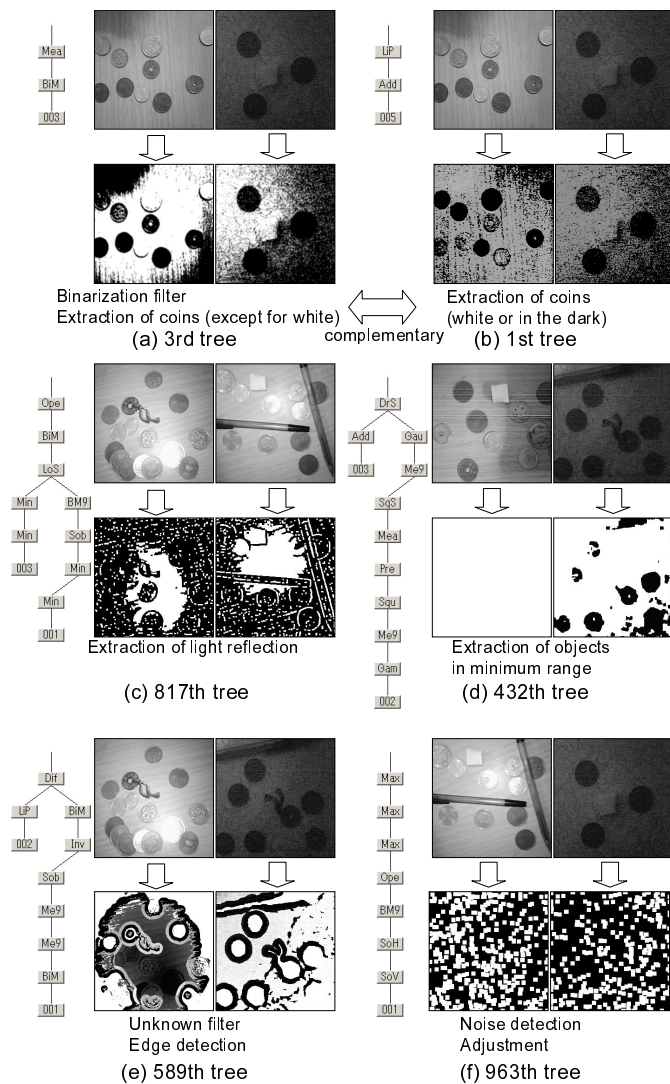 Mea
BiM
003
LiP
Add
005
Binarization filter
Extraction of coins (except for white)
(a) 3rd tree
complementary
Extraction of coins
(white or in the dark)
(b) 1st tree
Ope
BiM
LoS
Min BM9
Min Sob
003 Min
Min
001
Extraction of light reflection
(c) 817th tree
DrS
Add Gau
003 Me9
SqS
Mea
Pre
Squ
Me9
Gam
002
Extraction of objects
in minimum range
(d) 432th tree
Dif
LiP BiM
002 Inv
Sob
Me9
Me9
BiM
001
Unknown filter
Edge detection
(e) 589th tree
Max
Max
Max
Ope
BM9
SoH
SoV
001
Noise detection
Adjustment
(f) 963th tree